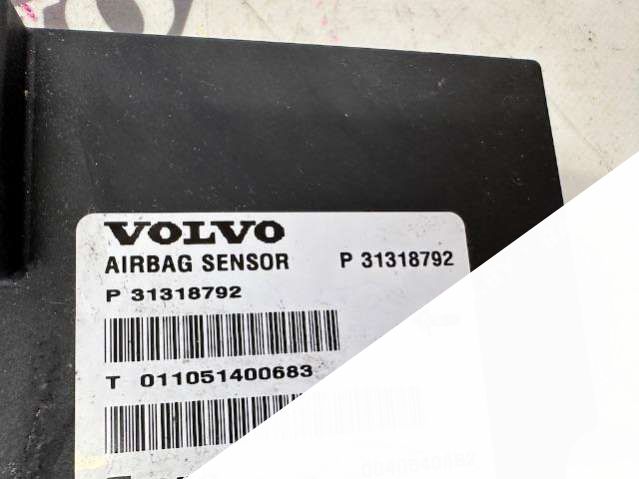 VOLVO
AIRBAG SENSOR P 31318792
P 31318792
T 011051400683